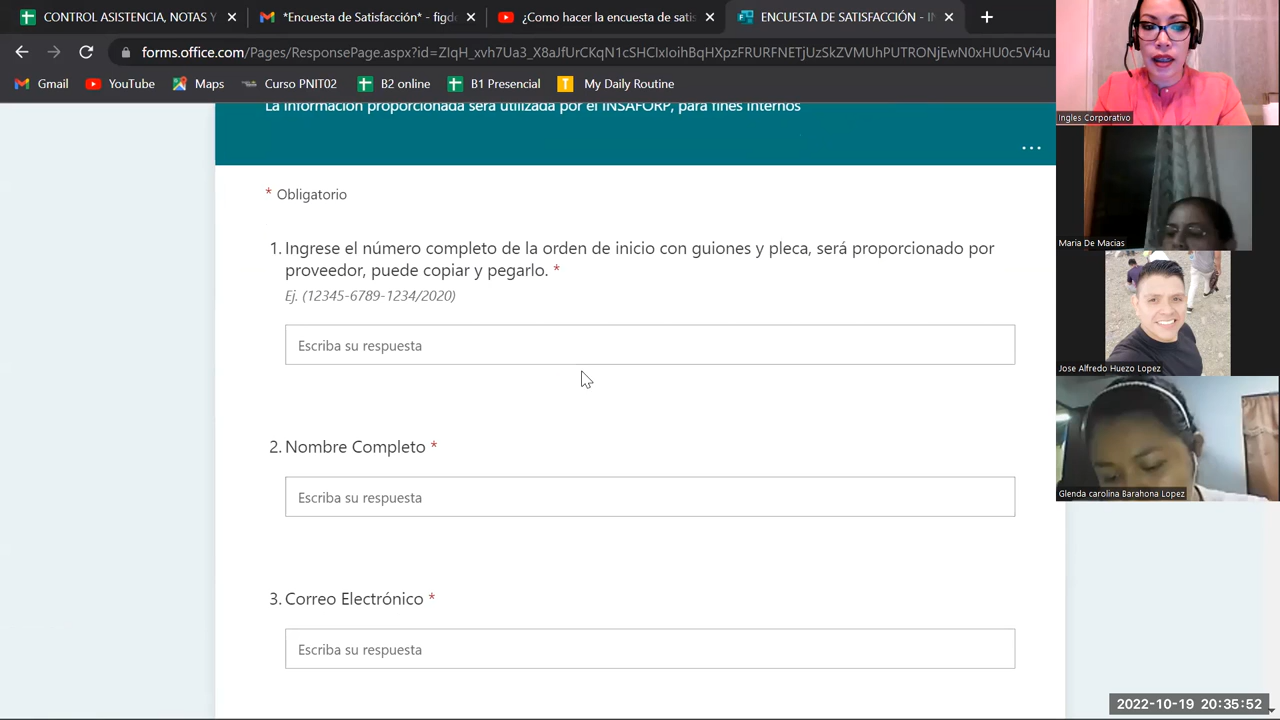 CONTROL ASISTENCIA, NOTAS Y
*Encuesta de Satisfacción* -
¿Como hacer la encuesta de satis
ENCUESTA DE SATISFACCIÓN - IN
forms.office.com/Pages/ResponsePage.aspx?
Gmail
YouTube
Maps
Curso PNIT02
B2 online
B1 Presencial
My Daily Routine
La información proporcionada será utilizada por el INSAFORP, para fines internos
...
* Obligatorio
1. Ingrese el número completo de la orden de inicio con guiones y pleca, será proporcionado por
proveedor, puede copiar y pegarlo. *
Ej. (12345-6789-1234/2020)
Escriba su respuesta
2. Nombre Completo *
Escriba su respuesta
3. Correo Electrónico *
Escriba su respuesta
Ingles Corporativo
Maria De Macias
Jose Alfredo Huezo Lopez
Glenda carolina Barahona Lopez
2022-10-19 20:35:52